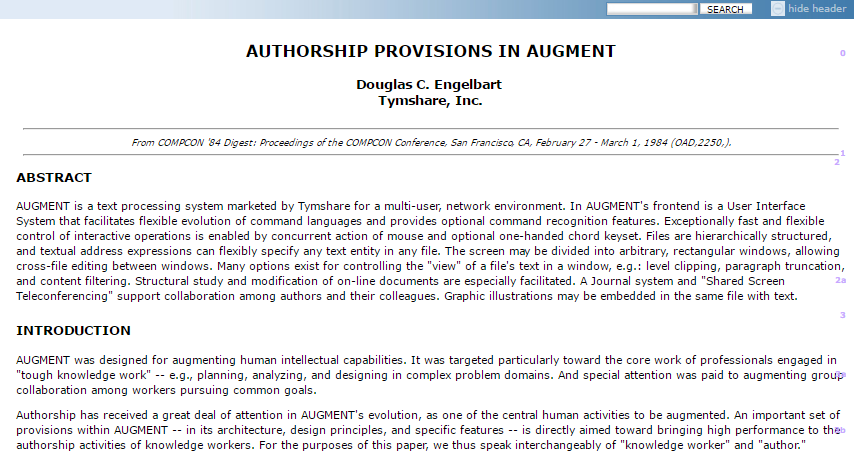 SEARCH
hide header
AUTHORSHIP PROVISIONS IN AUGMENT
0
Douglas C. Engelbart
Tymshare, Inc.
From COMPCON '84 Digest: Proceedings of the COMPCON Conference, San Francisco, CA, February 27 - March 1, 1984 (OAD,2250,).
1
2
ABSTRACT
AUGMENT is a text processing system marketed by Tymshare for a multi-user, network environment. In AUGMENT's frontend is a User Interface
System that facilitates flexible evolution of command languages and provides optional command recognition features. Exceptionally fast and flexible
control of interactive operations is enabled by concurrent action of mouse and optional one-handed chord keyset. Files are hierarchically structured,
and textual address expressions can flexibly specify any text entity in any file. The screen may be divided into arbitrary, rectangular windows, allowing
cross-file editing between windows. Many options exist for controlling the "view" of a file's text in a window, e.g.: level clipping, paragraph truncation,
and content filtering. Structural study and modification of on-line documents are especially facilitated. A Journal system and "Shared Screen
2a
Teleconferencing" support collaboration among authors and their colleagues. Graphic illustrations may be embedded in the same file with text.
3
INTRODUCTION
AUGMENT was designed for augmenting human intellectual capabilities. It was targeted particularly toward the core work of professionals engaged in
"tough knowledge work" -- e.g., planning, analyzing, and designing in complex problem domains. And special attention was paid to augmenting group
3a
collaboration among workers pursuing common goals.
Authorship has received a great deal of attention in AUGMENT's evolution, as one of the central human activities to be augmented. An important set of
provisions within AUGMENT -- in its architecture, design principles, and specific features -- is directly aimed toward bringing high performance to the
3b
authorship activities of knowledge workers. For the purposes of this paper, we thus speak interchangeably of "knowledge worker" and "author."